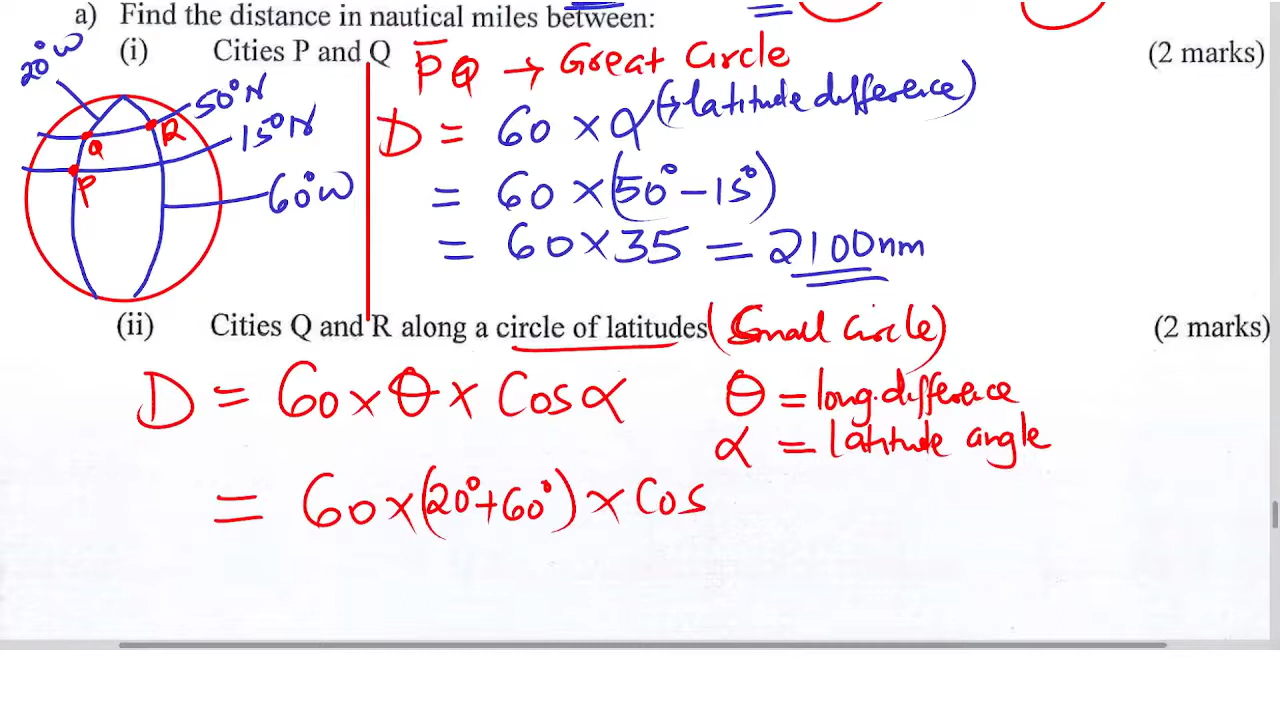 a) Find the distance in nautical miles between:
(i) Cities P and Q (2 marks)
PQ → Great Circle
20°W
50°N
15°N
60°W
Q
R
P
D = 60 × α (→ latitude difference)
= 60 × (50° - 15°)
= 60 × 35 = 2100nm
(ii) Cities Q and R along a circle of latitudes (Small Circle) (2 marks)
D = 60 × θ × Cos α
θ = long. difference
α = latitude angle
= 60 × (20° + 60°) × Cos